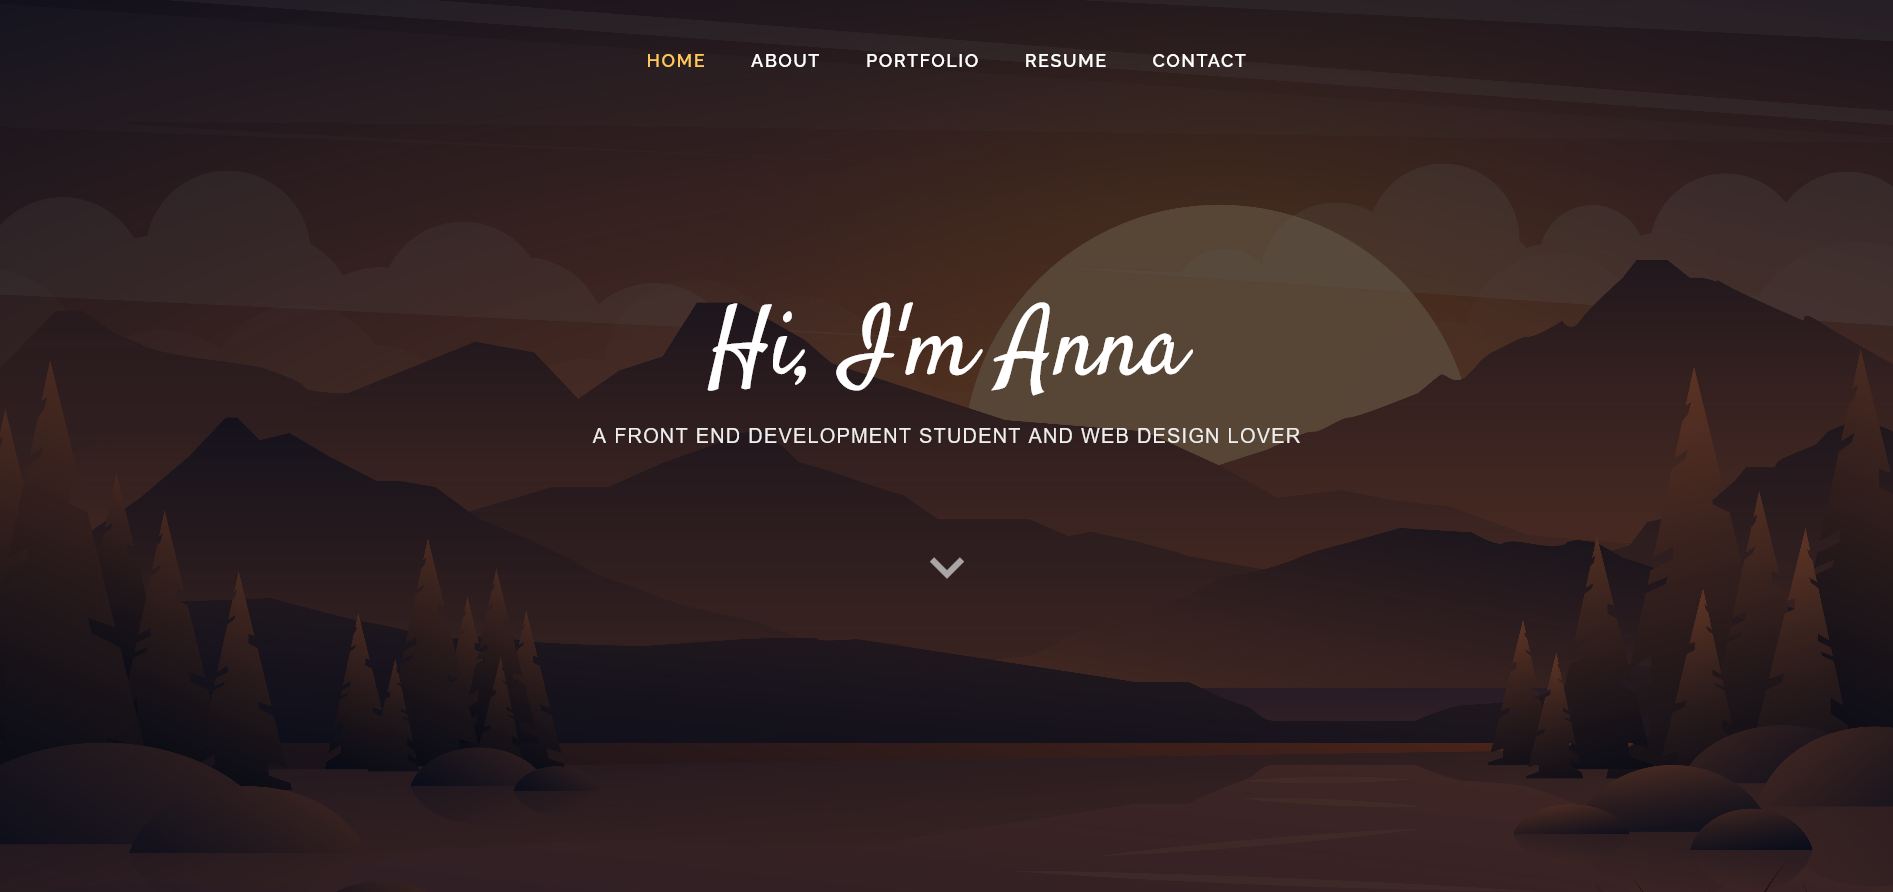 HOME ABOUT PORTFOLIO RESUME CONTACT
Hi, I'm Anna
A FRONT END DEVELOPMENT STUDENT AND WEB DESIGN LOVER